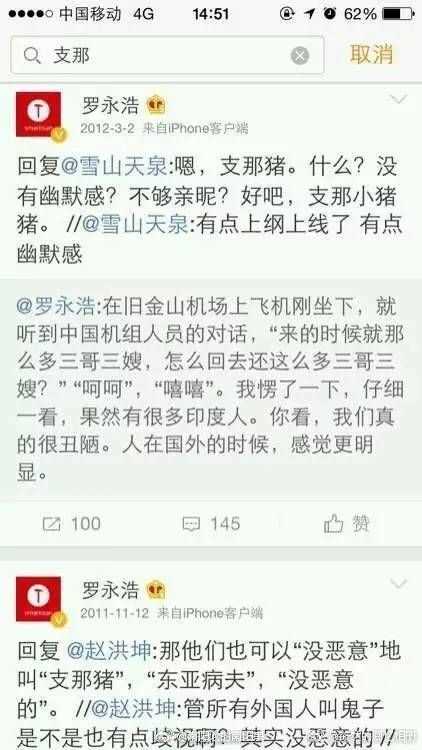 中国移动 4G 14:51 62%
支那 取消
T
smartisan
罗永浩
2012-3-2 来自iPhone客户端
回复@雪山天泉:嗯，支那猪。什么？没
有幽默感？不够亲昵？好吧，支那小猪
猪。//@雪山天泉:有点上纲上线了 有点
幽默感
@罗永浩:在旧金山机场上飞机刚坐下，就
听到中国机组人员的对话，“来的时候就那
么多三哥三嫂，怎么回去还这么多三哥三
嫂？”“呵呵”，“嘻嘻”。我愣了一下，仔细
一看，果然有很多印度人。你看，我们真
的很丑陋。人在国外的时候，感觉更明
显。
100 145 赞
T
smartisan
罗永浩
2011-11-12 来自iPhone客户端
回复 @赵洪坤:那他们也可以“没恶意”地
叫“支那猪”，“东亚病夫”，“没恶意
的”。 //@赵洪坤:管所有外国人叫鬼子
是不是也有点歧视啊 其实没恶意的 //